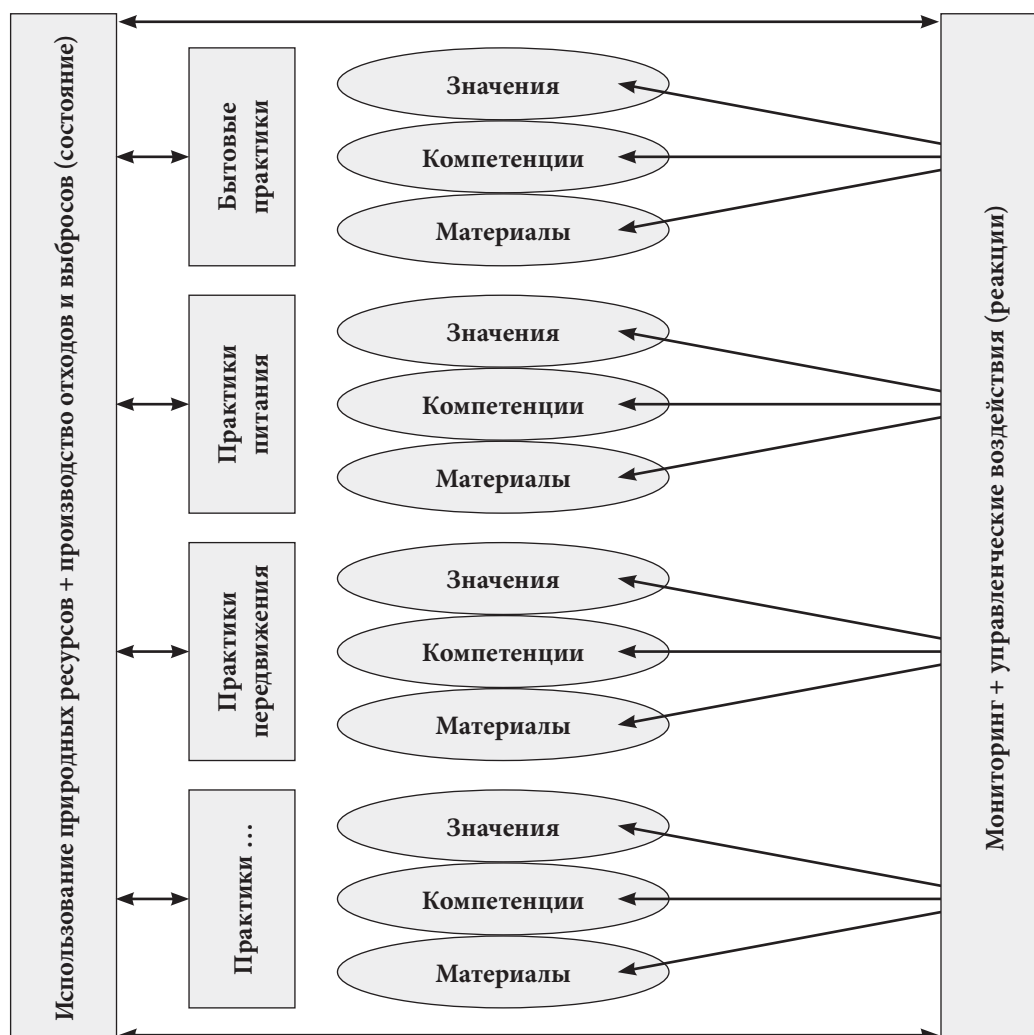 Использование природных ресурсов + производство отходов и выбросов (состояние)
Бытовые
практики
Значения
Компетенции
Материалы
Практики
питания
Значения
Компетенции
Материалы
Практики
передвижения
Значения
Компетенции
Материалы
Практики ...
Значения
Компетенции
Материалы
Мониторинг + управленческие воздействия (реакции)